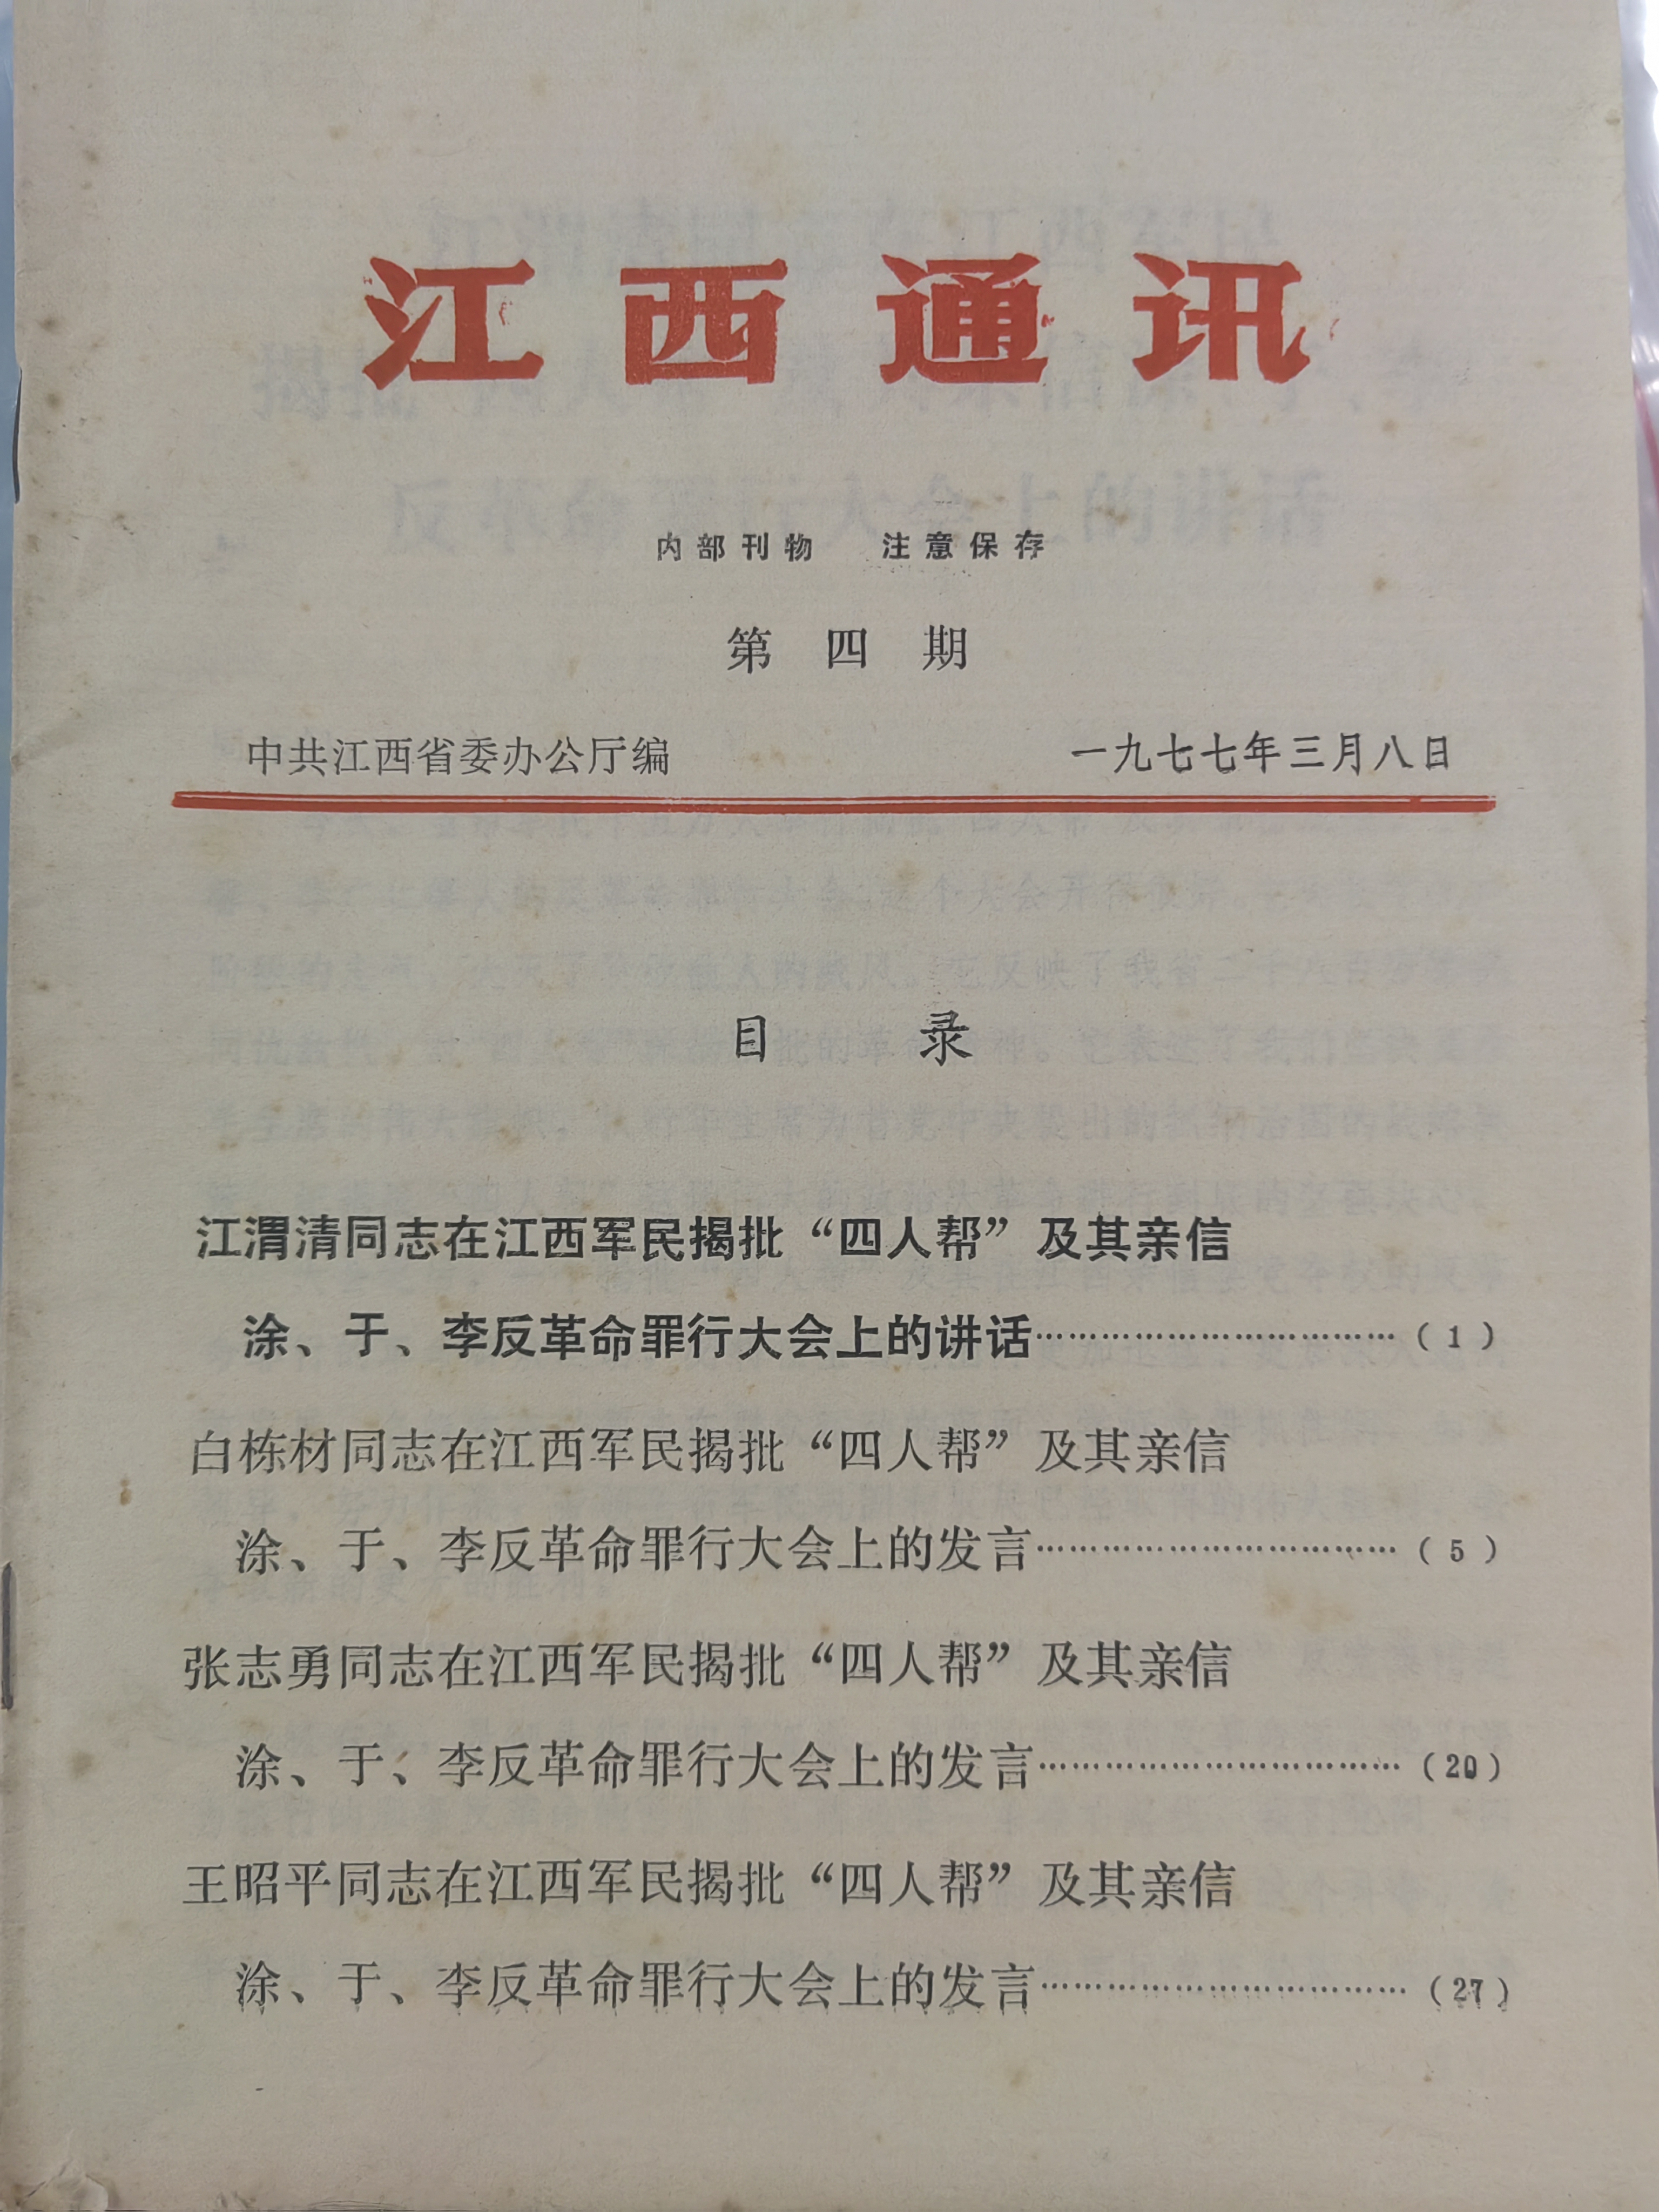 江西通讯
内部刊物 注意保存
第四期
中共江西省委办公厅编 一九七七年三月八日
目录
江渭清同志在江西军民揭批“四人帮”及其亲信
涂、于、李反革命罪行大会上的讲话……………………………（1）
白栋材同志在江西军民揭批“四人帮”及其亲信
涂、于、李反革命罪行大会上的发言……………………………（5）
张志勇同志在江西军民揭批“四人帮”及其亲信
涂、于、李反革命罪行大会上的发言……………………………（20）
王昭平同志在江西军民揭批“四人帮”及其亲信
涂、于、李反革命罪行大会上的发言……………………………（27）